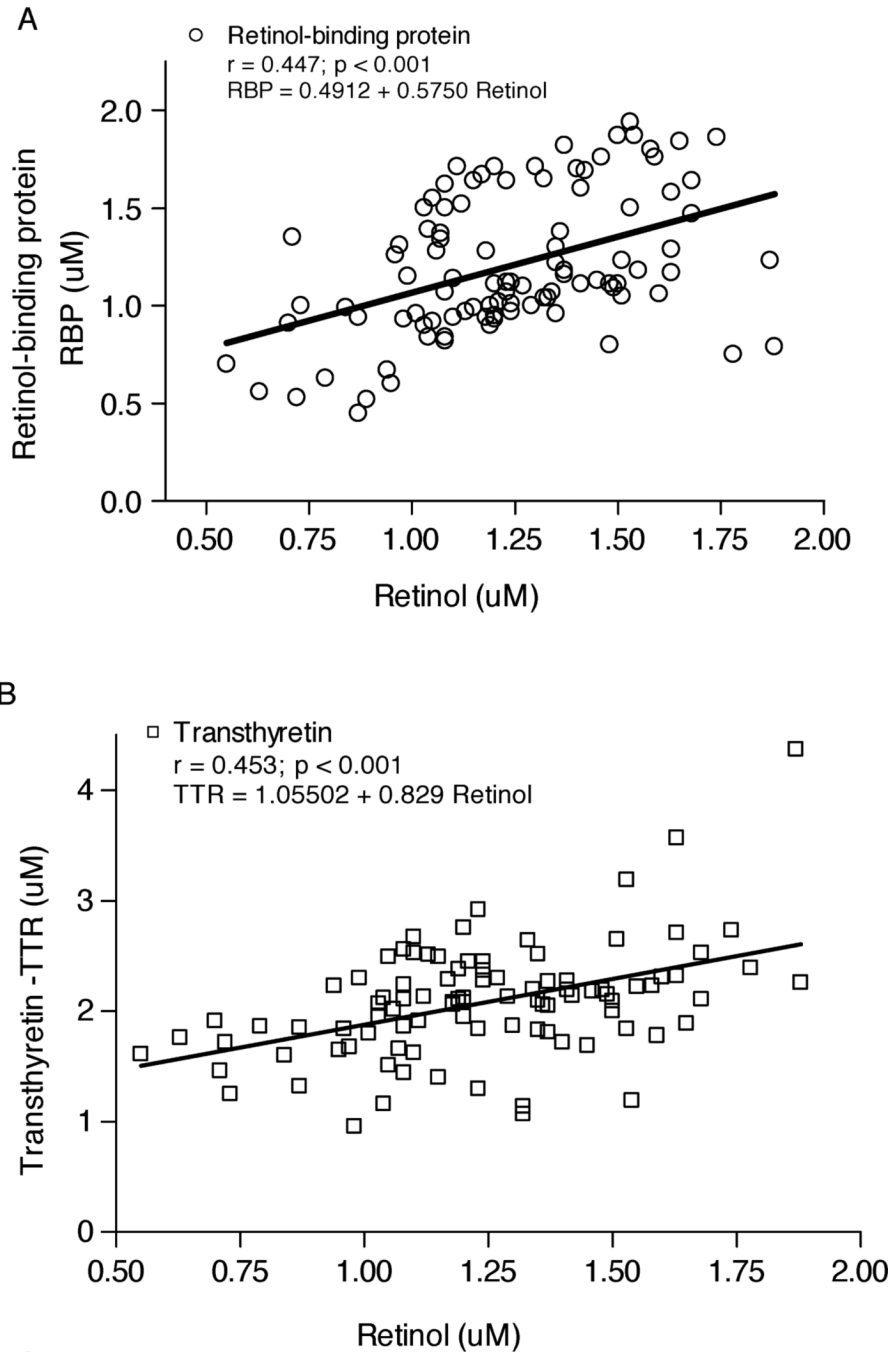 A
Retinol-binding protein
r = 0.447; p < 0.001
RBP = 0.4912 + 0.5750 Retinol
Retinol-binding protein
RBP (uM)
2.0
1.5
1.0
0.5
0.0
0.50 0.75 1.00 1.25 1.50 1.75 2.00
Retinol (uM)
B
Transthyretin
r = 0.453; p < 0.001
TTR = 1.05502 + 0.829 Retinol
Transthyretin -TTR (uM)
4
3
2
1
0
0.50 0.75 1.00 1.25 1.50 1.75 2.00
Retinol (uM)